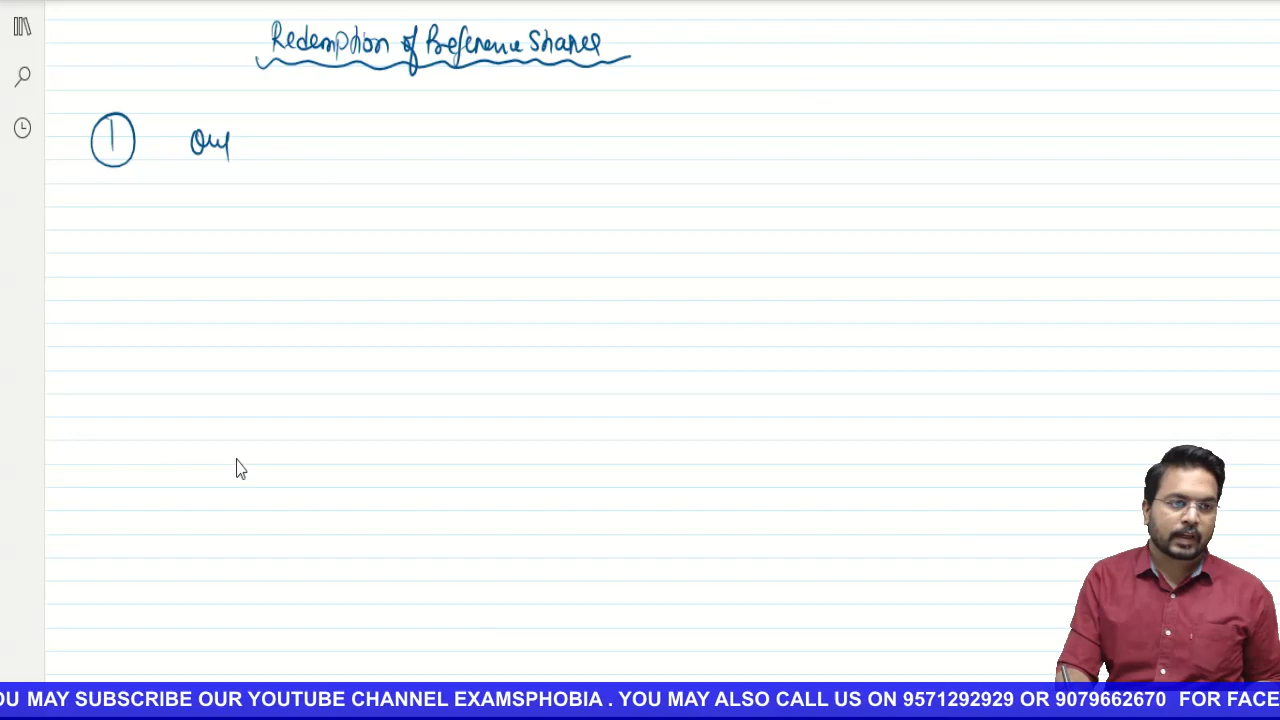 Redemption of Preference Shares
1
OU MAY SUBSCRIBE OUR YOUTUBE CHANNEL EXAMSPHOBIA . YOU MAY ALSO CALL US ON 9571292929 OR 9079662670 FOR FACE